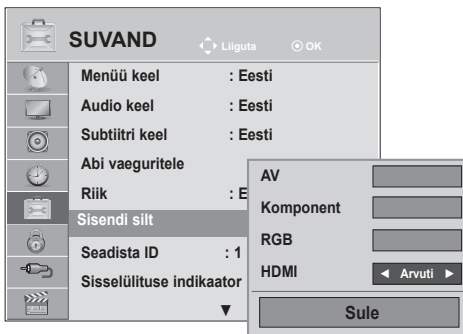 SUVAND
Liiguta
OK
Menüü keel : Eesti
Audio keel : Eesti
Subtiitri keel : Eesti
Abi vaeguritele
Riik : E
Sisendi silt
Seadista ID : 1
Sisselülituse indikaator
▼
AV
Komponent
RGB
HDMI ◄ Arvuti ►
Sule